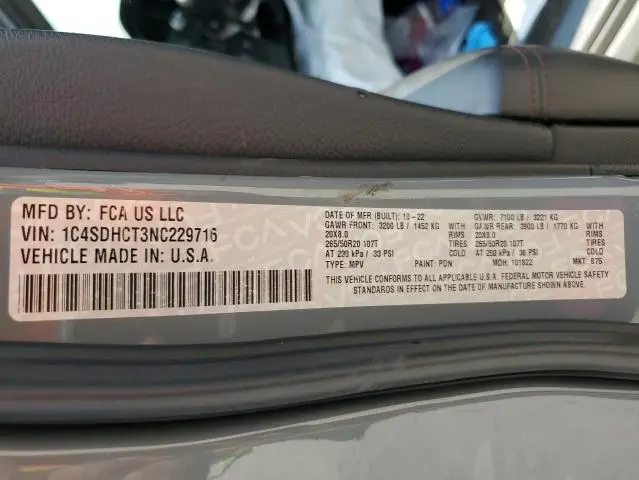 MFD BY: FCA US LLC
VIN: 1C4SDHCT3NC229716
VEHICLE MADE IN: U.S.A.
DATE OF MFR (BUILT): 10-22 GVWR: 7100 LB / 3221 KG
GAWR FRONT: 3200 LB / 1452 KG GAWR REAR: 3900 LB / 1770 KG
20X8.0 RIMS 20X8.0 RIMS
265/50R20 107T TIRES 265/50R20 107T TIRES
AT 230 kPa / 33 PSI COLD AT 250 kPa / 36 PSI COLD
TYPE: MPV PAINT: PDN MDH: 101822 MKT: 875
THIS VEHICLE CONFORMS TO ALL APPLICABLE U.S.A. FEDERAL MOTOR VEHICLE SAFETY
STANDARDS IN EFFECT ON DATE OF MANUFACTURE SHOWN ABOVE.